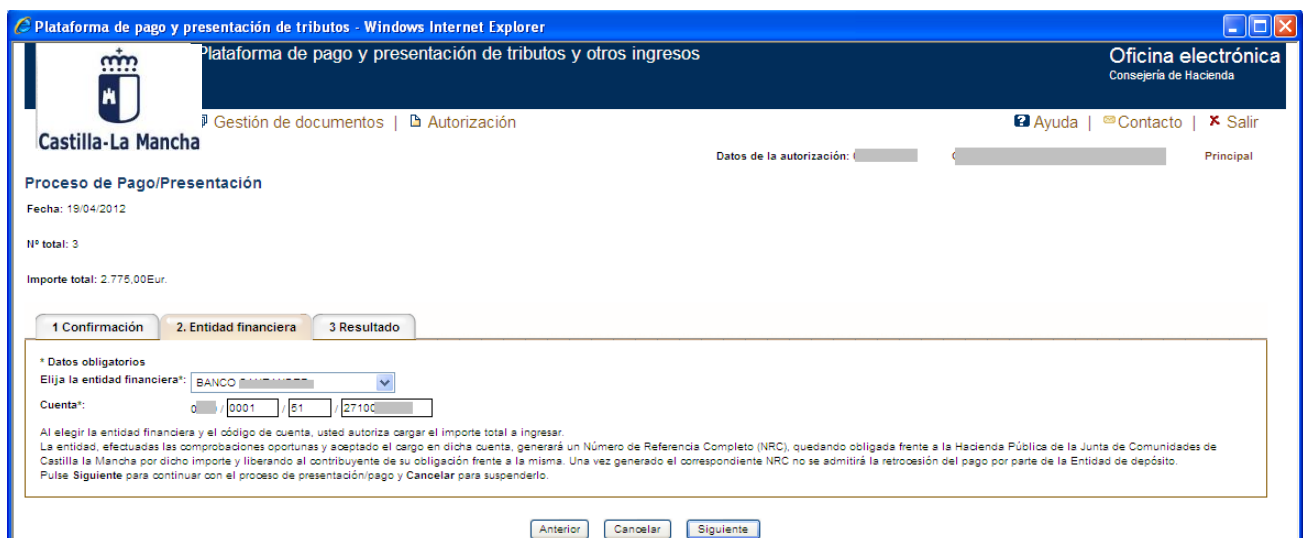 Plataforma de pago y presentación de tributos - Windows Internet Explorer
Plataforma de pago y presentación de tributos y otros ingresos
Oficina electrónica
Consejería de Hacienda
Castilla-La Mancha
Gestión de documentos | Autorización
Ayuda | Contacto | Salir
Datos de la autorización:
Principal
Proceso de Pago/Presentación
Fecha: 19/04/2012
Nº total: 3
Importe total: 2.775,00Eur.
1 Confirmación
2. Entidad financiera
3 Resultado
* Datos obligatorios
Elija la entidad financiera*: BANCO
Cuenta*: 0 / 0001 / 51 / 2710
Al elegir la entidad financiera y el código de cuenta, usted autoriza cargar el importe total a ingresar.
La entidad, efectuadas las comprobaciones oportunas y aceptado el cargo en dicha cuenta, generará un Número de Referencia Completo (NRC), quedando obligada frente a la Hacienda Pública de la Junta de Comunidades de
Castilla la Mancha por dicho importe y liberando al contribuyente de su obligación frente a la misma. Una vez generado el correspondiente NRC no se admitirá la retrocesión del pago por parte de la Entidad de depósito.
Pulse Siguiente para continuar con el proceso de presentación/pago y Cancelar para suspenderlo.
Anterior
Cancelar
Siguiente